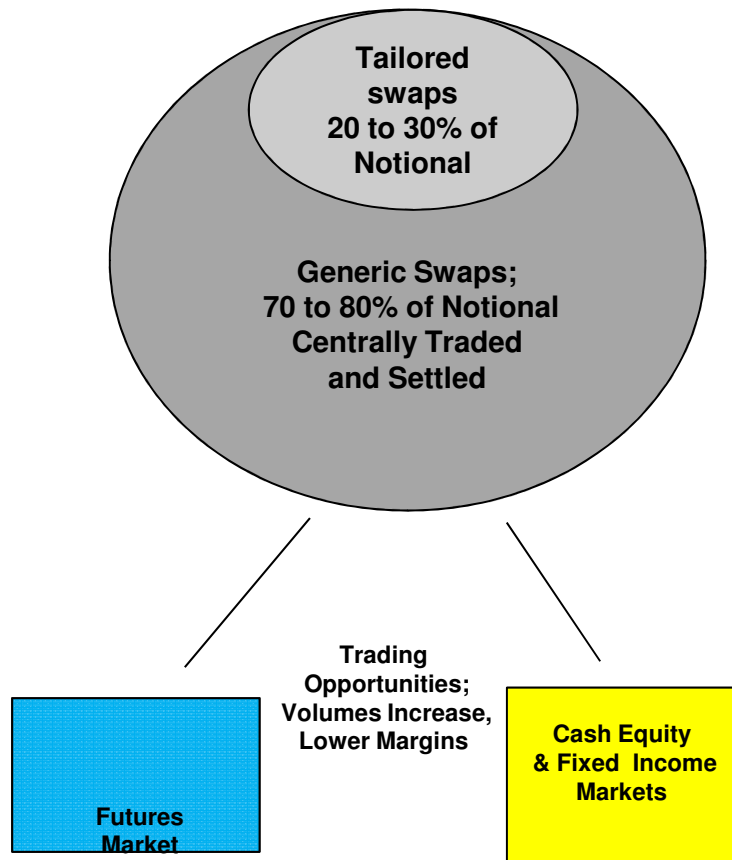 Tailored
swaps
20 to 30% of
Notional
Generic Swaps;
70 to 80% of Notional
Centrally Traded
and Settled
Trading
Opportunities;
Volumes Increase,
Lower Margins
Futures
Market
Cash Equity
& Fixed Income
Markets